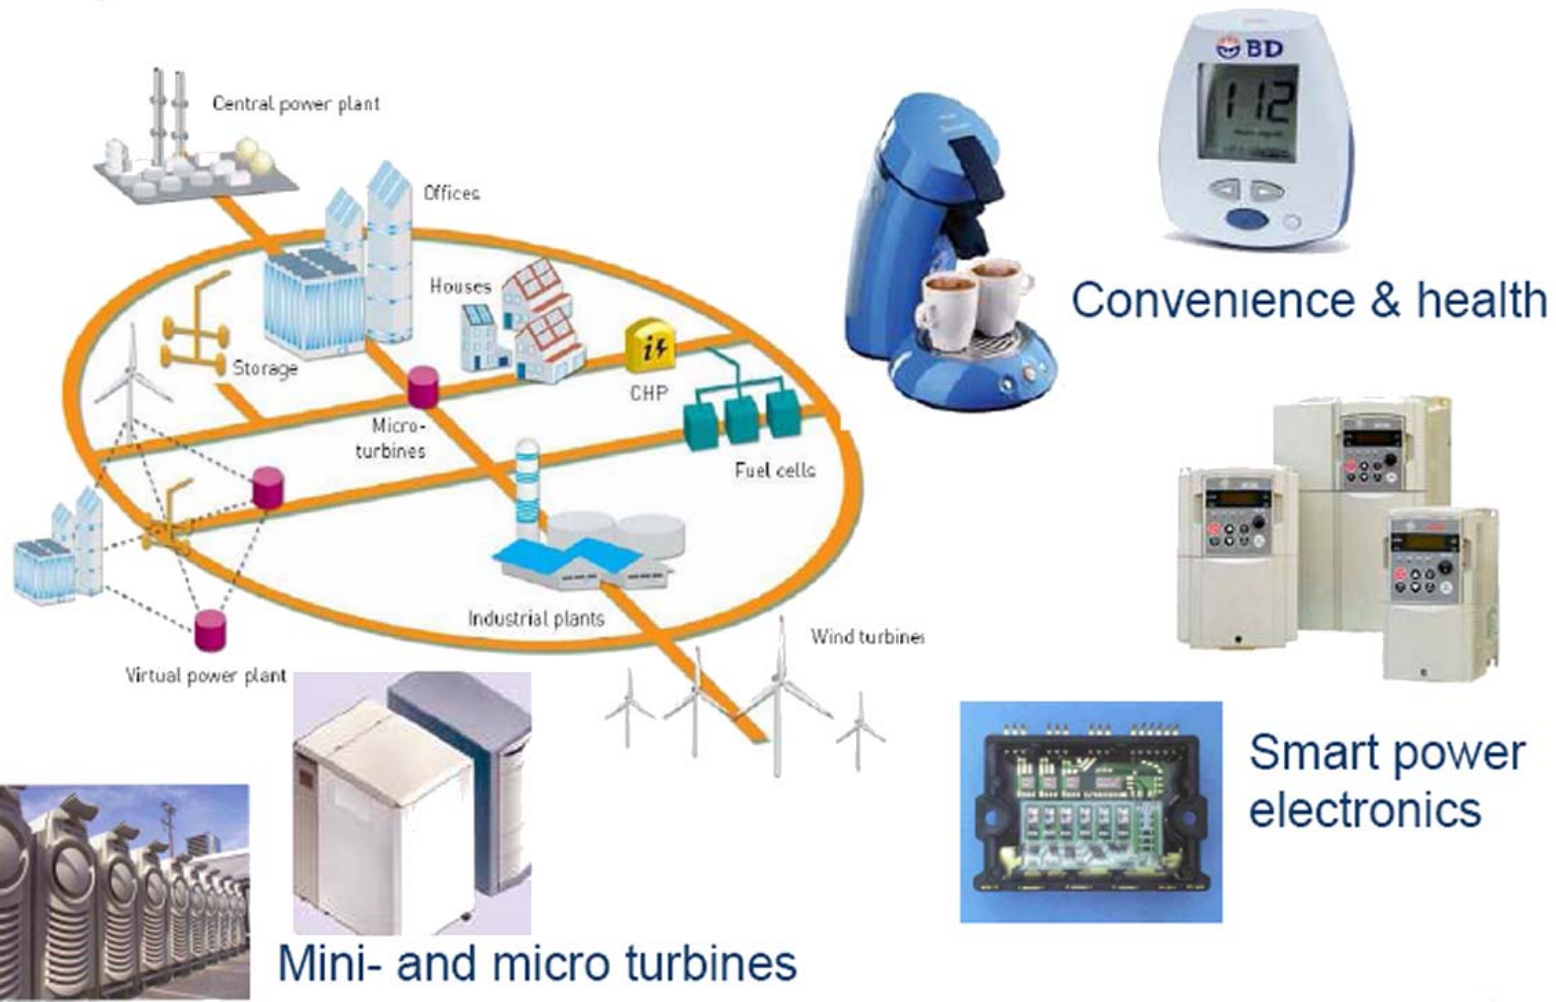 Central power plant
Offices
Houses
Storage
CHP
Micro-
turbines
Fuel cells
Industrial plants
Wind turbines
Virtual power plant
BD
112
Convenience & health
Smart power
electronics
Mini- and micro turbines